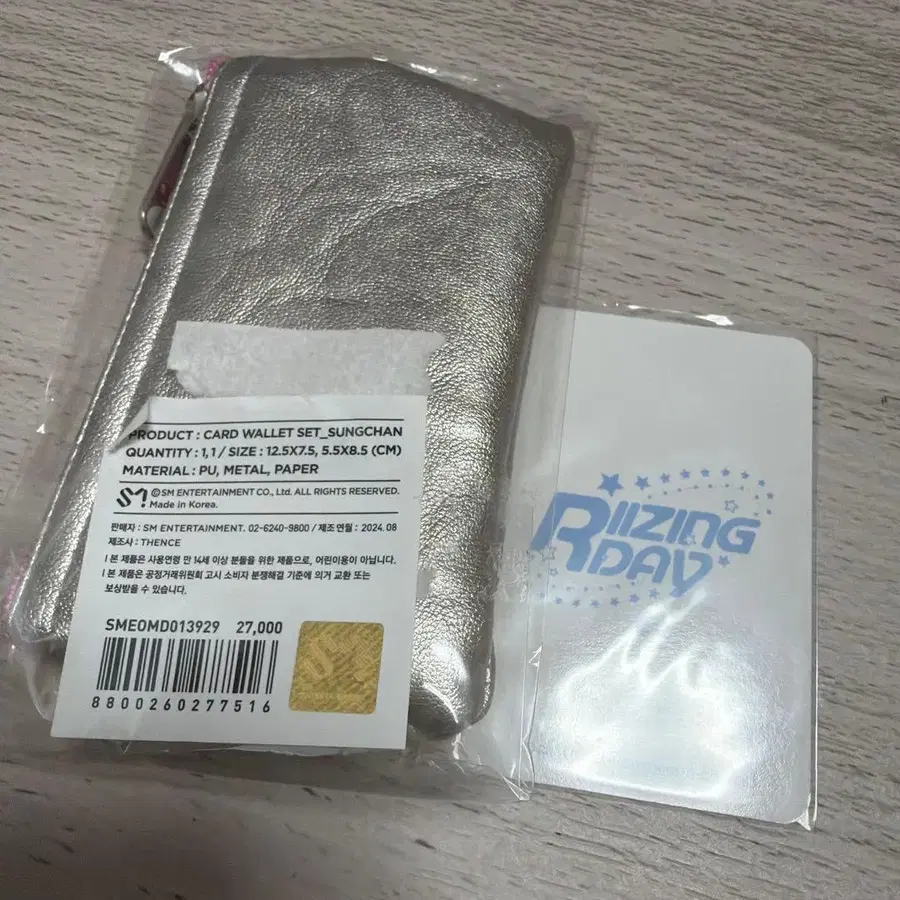 PRODUCT : CARD WALLET SET_SUNGCHAN
QUANTITY : 1,1 / SIZE : 12.5X7.5, 5.5X8.5 (CM)
MATERIAL : PU, METAL, PAPER
SM ⓒSM ENTERTAINMENT CO., Ltd. ALL RIGHTS RESERVED.
Made in Korea.
판매자 : SM ENTERTAINMENT. 02-6240-9800 / 제조 연월 : 2024. 08
제조사 : THENCE
ㅣ본 제품은 사용연령 만 14세 이상 분들을 위한 제품으로, 어린이용이 아닙니다.
ㅣ본 제품은 공정거래위원회 고시 소비자 분쟁해결 기준에 의거 교환 또는
보상받을 수 있습니다.
SMEOMD013929 27,000
8800260277516
RIIZING
DAY